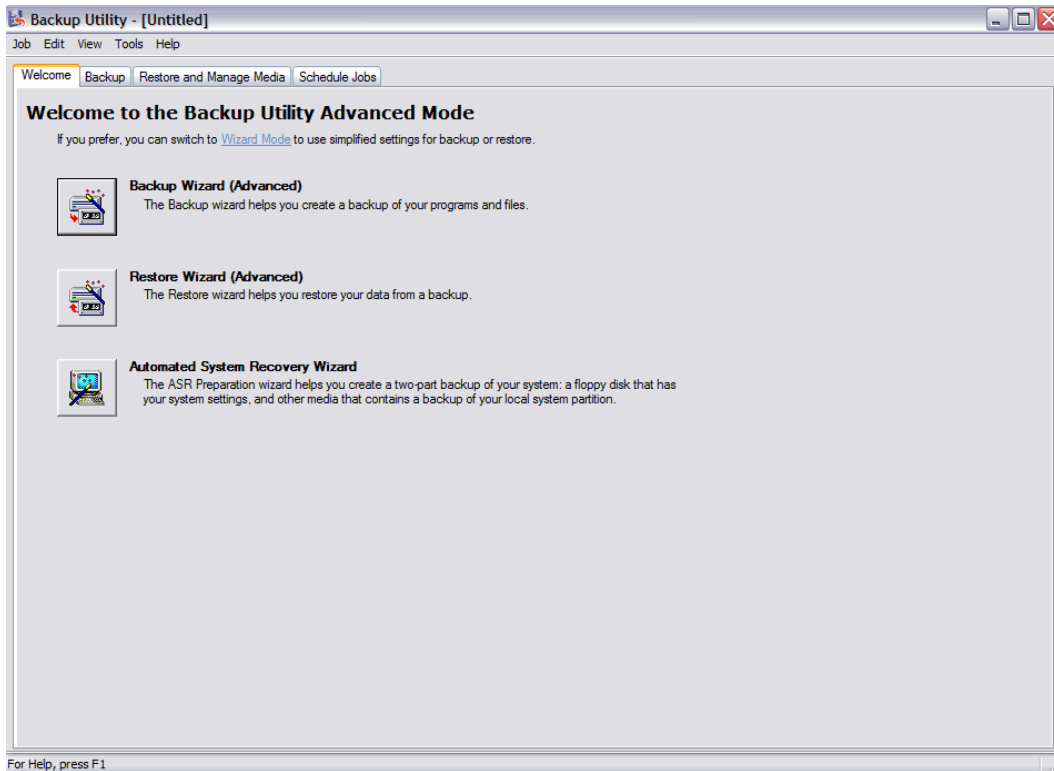 Backup Utility - [Untitled]
Job Edit View Tools Help
Welcome Backup Restore and Manage Media Schedule Jobs
Welcome to the Backup Utility Advanced Mode
If you prefer, you can switch to Wizard Mode to use simplified settings for backup or restore.
Backup Wizard (Advanced)
The Backup wizard helps you create a backup of your programs and files.
Restore Wizard (Advanced)
The Restore wizard helps you restore your data from a backup.
Automated System Recovery Wizard
The ASR Preparation wizard helps you create a two-part backup of your system: a floppy disk that has
your system settings, and other media that contains a backup of your local system partition.
For Help, press F1